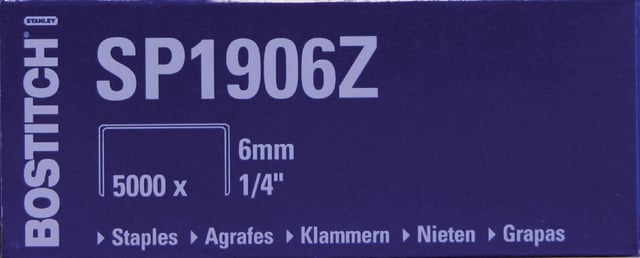 STANLEY
BOSTITCH®
SP1906Z
5000 x
6mm
1/4"
Staples Agrafes Klammern Nieten Grapas